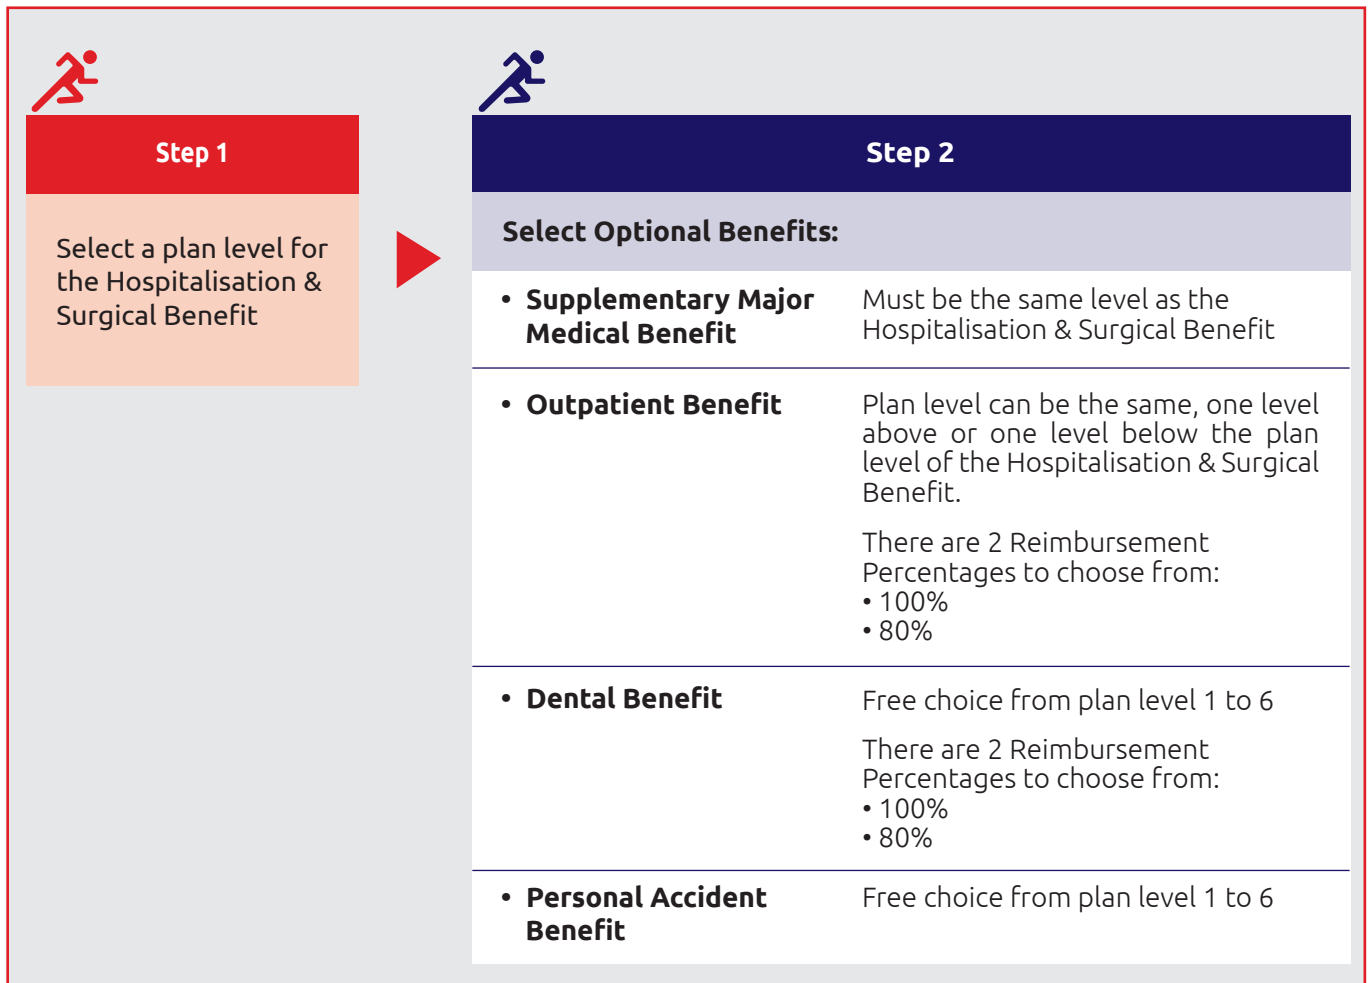 Step 1
Select a plan level for
the Hospitalisation &
Surgical Benefit
Step 2
Select Optional Benefits:
• Supplementary Major
Medical Benefit
Must be the same level as the
Hospitalisation & Surgical Benefit
• Outpatient Benefit
Plan level can be the same, one level
above or one level below the plan
level of the Hospitalisation & Surgical
Benefit.
There are 2 Reimbursement
Percentages to choose from:
• 100%
• 80%
• Dental Benefit
Free choice from plan level 1 to 6
There are 2 Reimbursement
Percentages to choose from:
• 100%
• 80%
• Personal Accident
Benefit
Free choice from plan level 1 to 6